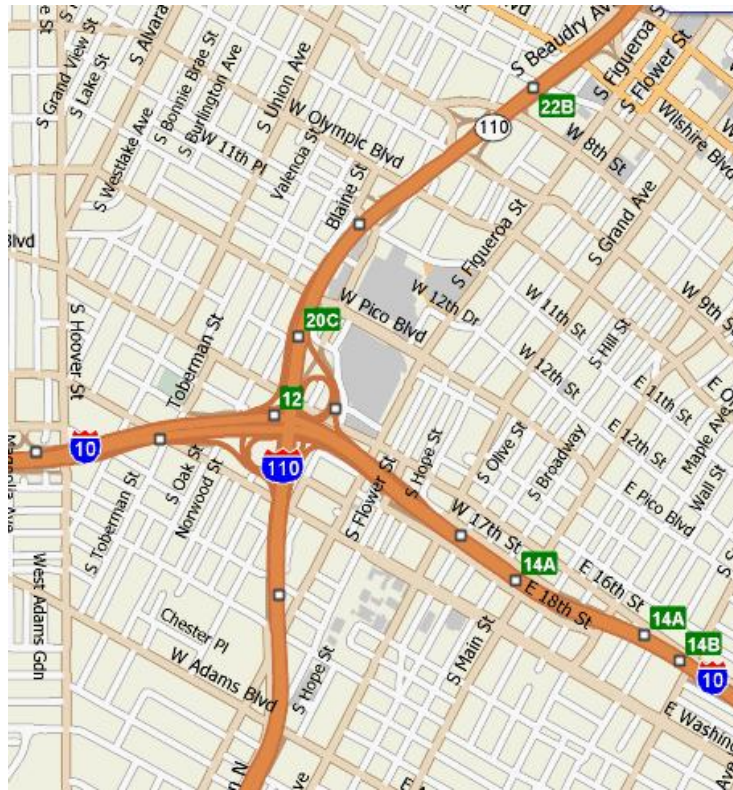 S Grand View St
S Lake St
S Alvara
S Bonnie Brae St
S Burlington Ave
S Union Ave
S Beaudry Av
S Figueroa S
S Flower St
22B
110
Wilshire Blvd
W 8th St
W Olympic Blvd
S Westlake Ave
W 11th Pl
Valencia St
Blaine St
S Grand Ave
S Figueroa St
Blvd
W 12th Dr
W Pico Blvd
W 11th St
W 9th St
20C
S Hoover St
Toberman St
W 12th St
S Hill St
E 11th St
E O
12
10
110
E 12th St
Maple Ave
S Oak St
Norwood St
S Toberman St
S Hope St
S Olive St
S Broadway
Wall St
E Pico Blvd
S Flower St
W 17th St
West Adams Gdn
14A
E 16th St
E 18th St
Chester Pl
14A
14B
W Adams Blvd
S Hope St
S Main St
10
E Washing
Ave
Ave